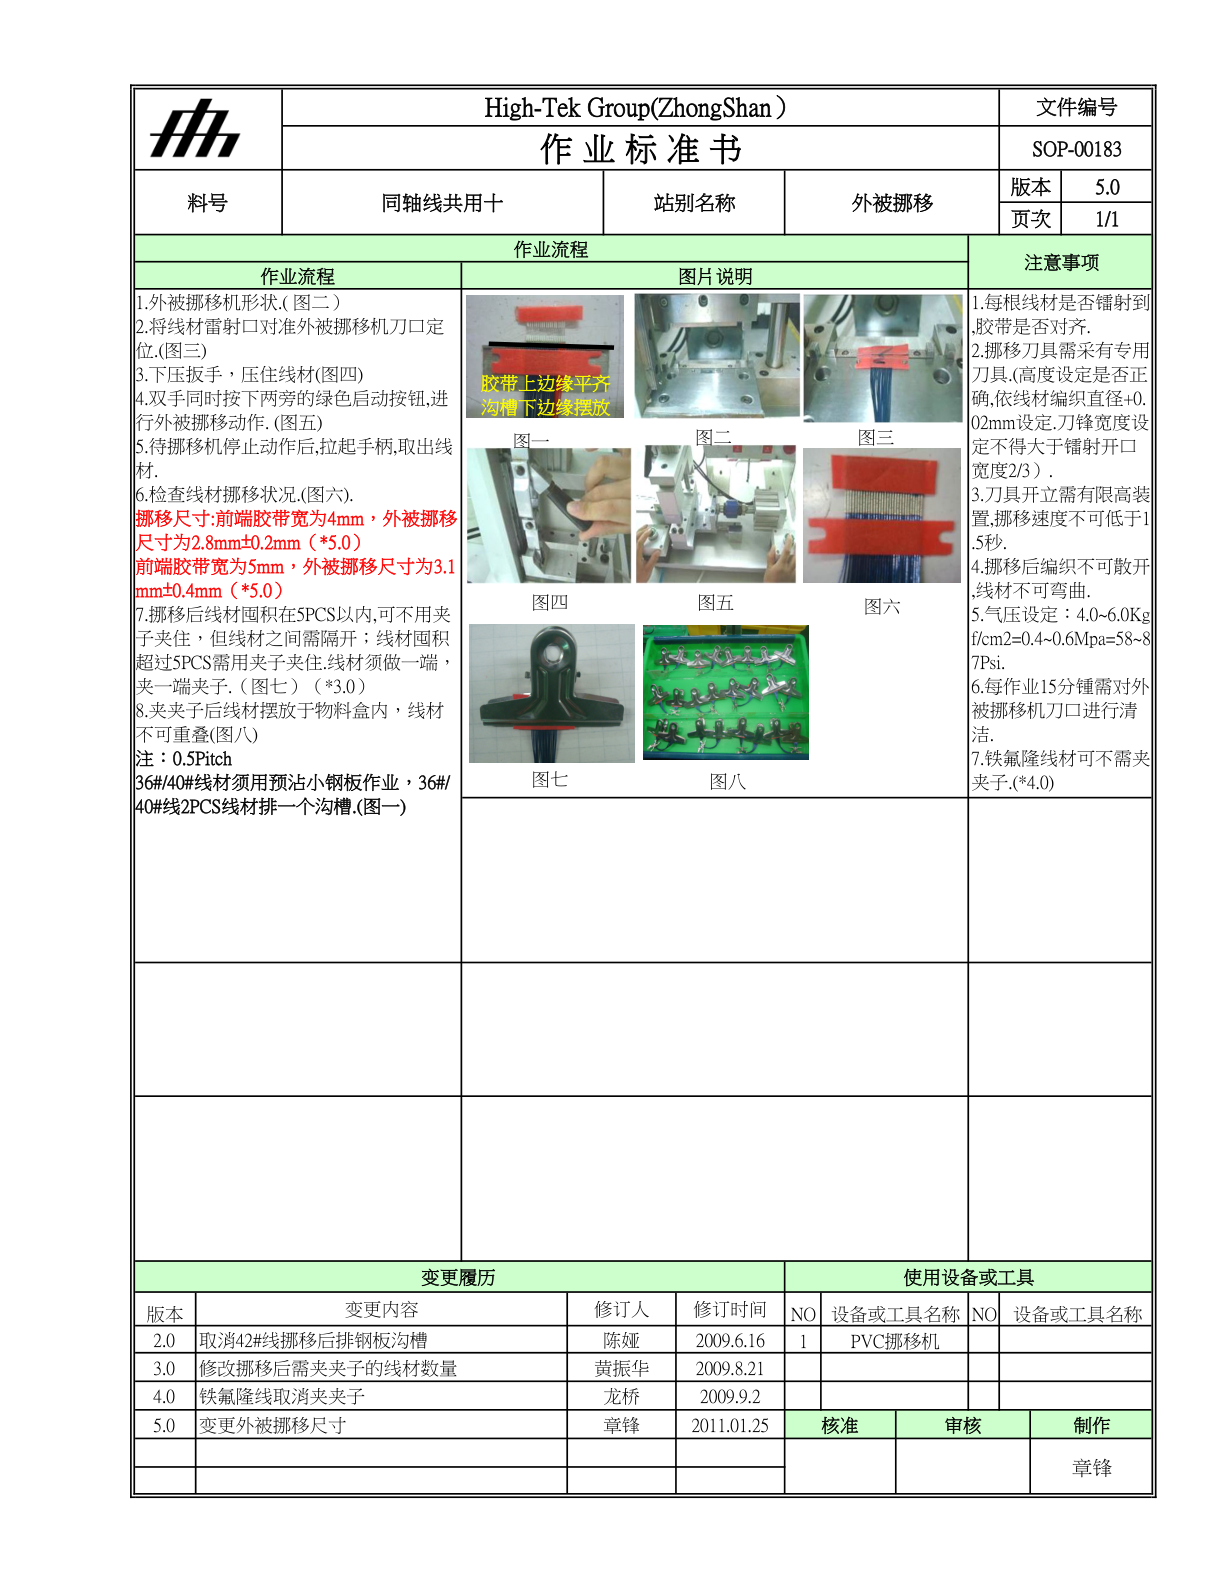 High-Tek Group(ZhongShan）
文件编号
作 业 标 准 书
SOP-00183
料号
同轴线共用十
站别名称
外被挪移
版本
5.0
页次
1/1
作业流程
注意事项
作业流程
图片说明
1.外被挪移机形状.( 图二）
2.将线材雷射口对准外被挪移机刀口定
位.(图三)
3.下压扳手，压住线材(图四)
4.双手同时按下两旁的绿色启动按钮,进
行外被挪移动作. (图五)
5.待挪移机停止动作后,拉起手柄,取出线
材.
6.检查线材挪移状况.(图六).
挪移尺寸:前端胶带宽为4mm，外被挪移
尺寸为2.8mm±0.2mm（*5.0）
前端胶带宽为5mm，外被挪移尺寸为3.1
mm±0.4mm（*5.0）
7.挪移后线材囤积在5PCS以内,可不用夹
子夹住，但线材之间需隔开；线材囤积
超过5PCS需用夹子夹住.线材须做一端，
夹一端夹子.（图七）（*3.0）
8.夹夹子后线材摆放于物料盒内，线材
不可重叠(图八)
注：0.5Pitch
36#/40#线材须用预沾小钢板作业，36#/
40#线2PCS线材排一个沟槽.(图一)
胶带上边缘平齐
沟槽下边缘摆放
图一
图二
图三
图四
图五
图六
图七
图八
1.每根线材是否镭射到
,胶带是否对齐.
2.挪移刀具需采有专用
刀具.(高度设定是否正
确,依线材编织直径+0.
02mm设定.刀锋宽度设
定不得大于镭射开口
宽度2/3）.
3.刀具开立需有限高装
置,挪移速度不可低于1
.5秒.
4.挪移后编织不可散开
,线材不可弯曲.
5.气压设定：4.0~6.0Kg
f/cm2=0.4~0.6Mpa=58~8
7Psi.
6.每作业15分锺需对外
被挪移机刀口进行清
洁.
7.铁氟隆线材可不需夹
夹子.(*4.0)
变更履历
使用设备或工具
版本
变更内容
修订人
修订时间
NO
设备或工具名称
NO
设备或工具名称
2.0
取消42#线挪移后排钢板沟槽
陈娅
2009.6.16
1
PVC挪移机
3.0
修改挪移后需夹夹子的线材数量
黄振华
2009.8.21
4.0
铁氟隆线取消夹夹子
龙桥
2009.9.2
5.0
变更外被挪移尺寸
章锋
2011.01.25
核准
审核
制作
章锋